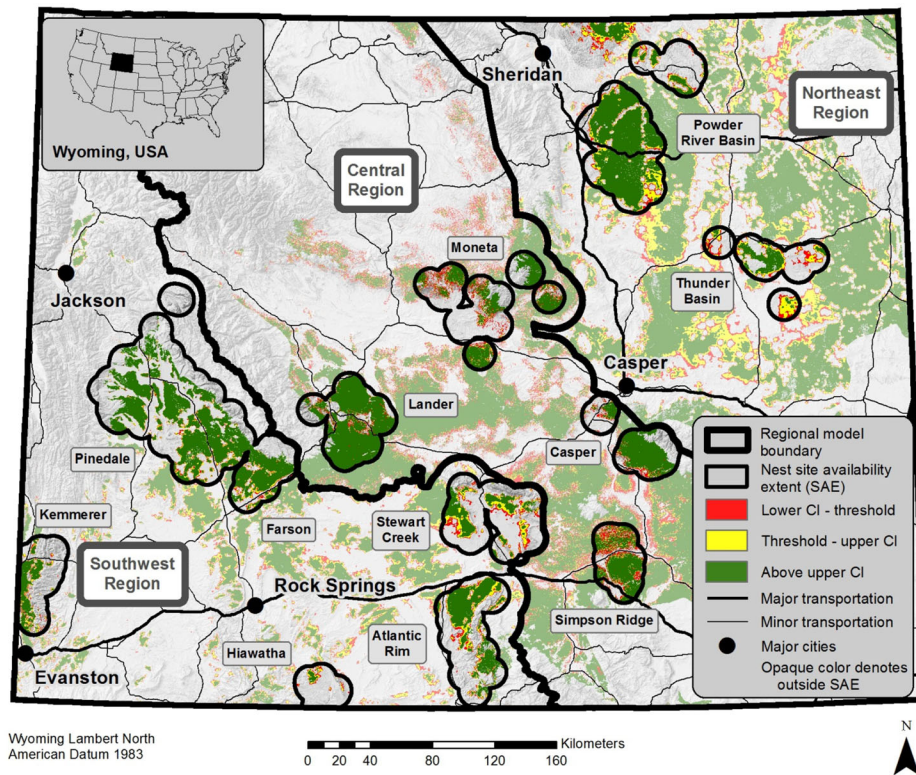 Wyoming, USA
Sheridan
Northeast
Region
Powder
River Basin
Central
Region
Moneta
Jackson
Thunder
Basin
Casper
Lander
Pinedale
Casper
Kemmerer
Farson
Stewart
Creek
Southwest
Region
Rock Springs
Simpson Ridge
Atlantic
Rim
Hiawatha
Evanston
Regional model
boundary
Nest site availability
extent (SAE)
Lower CI - threshold
Threshold - upper CI
Above upper CI
Major transportation
Minor transportation
Major cities
Opaque color denotes
outside SAE
Wyoming Lambert North
American Datum 1983
Kilometers
0 20 40 80 120 160
N